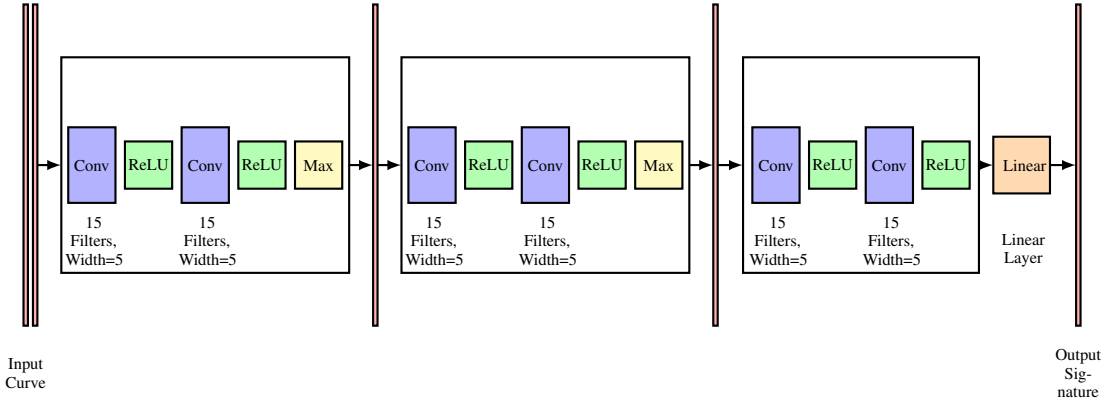 Conv
ReLU
Conv
ReLU
Max
15
Filters,
Width=5
15
Filters,
Width=5
Conv
ReLU
Conv
ReLU
Max
15
Filters,
Width=5
15
Filters,
Width=5
Conv
ReLU
Conv
ReLU
15
Filters,
Width=5
15
Filters,
Width=5
Linear
Linear
Layer
Input
Curve
Output
Sig-
nature